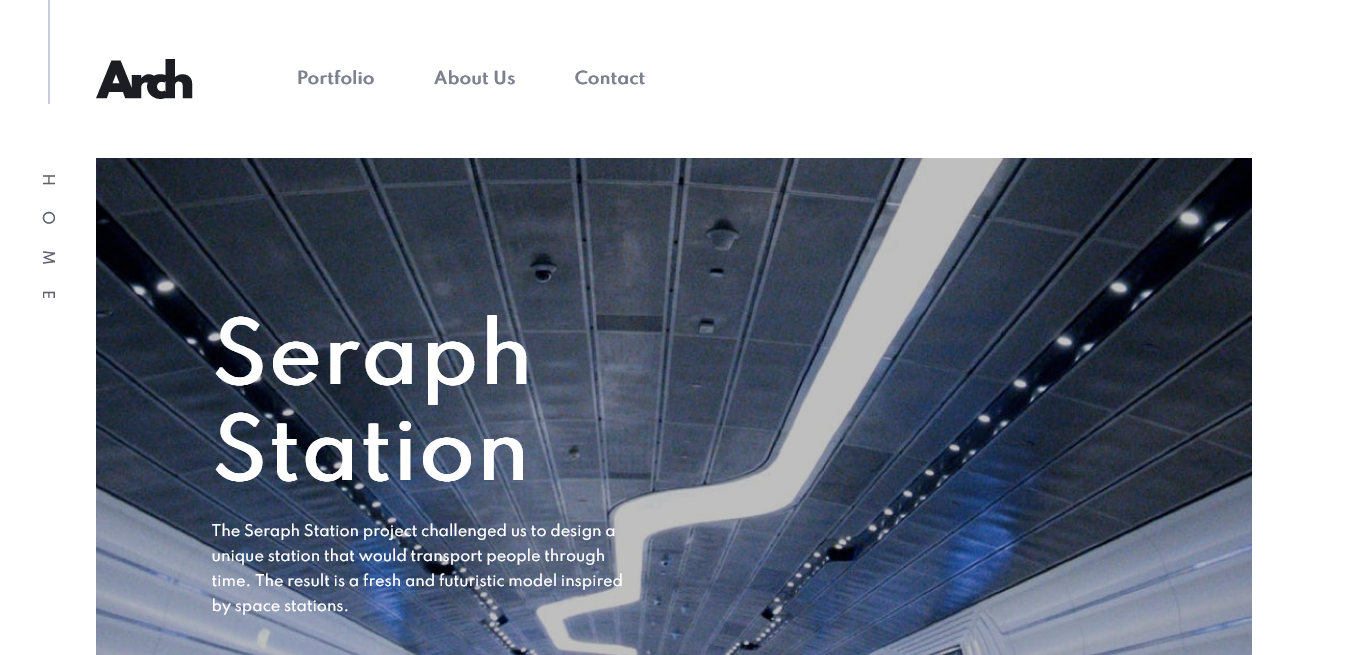 Arch
Portfolio
About Us
Contact
HOME
Seraph
Station
The Seraph Station project challenged us to design a
unique station that would transport people through
time. The result is a fresh and futuristic model inspired
by space stations.